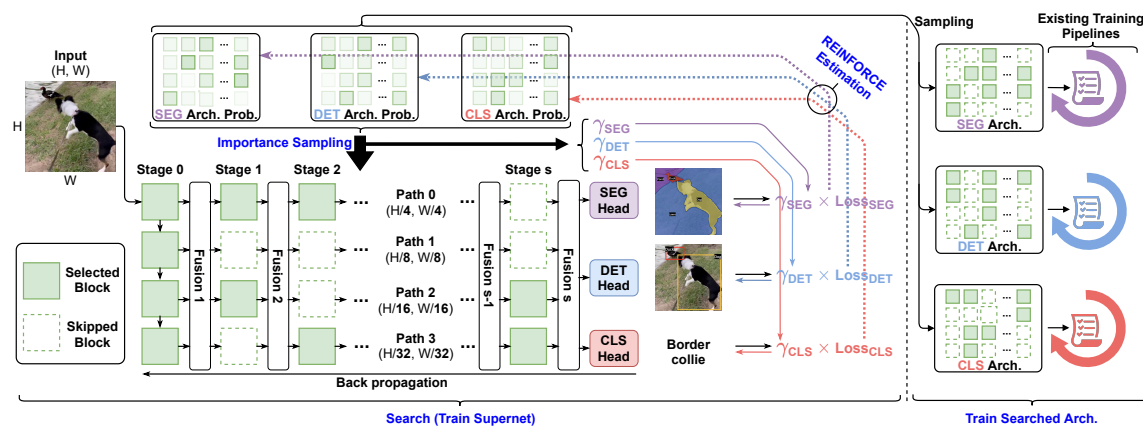 Input
(H, W)
H
W
...
...
...
...
SEG Arch. Prob.
...
...
...
...
DET Arch. Prob.
...
...
...
...
CLS Arch. Prob.
REINFORCE
Estimation
Importance Sampling
γSEG
γDET
γCLS
Stage 0
Stage 1
Stage 2
Stage s
...
Path 0
(H/4, W/4)
...
...
Path 1
(H/8, W/8)
...
...
Path 2
(H/16, W/16)
...
...
Path 3
(H/32, W/32)
...
Fusion 1
Fusion 2
Fusion s-1
Fusion s
SEG
Head
DET
Head
CLS
Head
Border
collie
γSEG × LossSEG
γDET × LossDET
γCLS × LossCLS
Selected
Block
Skipped
Block
Back propagation
Search (Train Supernet)
Sampling
Existing Training
Pipelines
...
...
...
...
SEG Arch.
...
...
...
...
DET Arch.
...
...
...
...
CLS Arch.
Train Searched Arch.